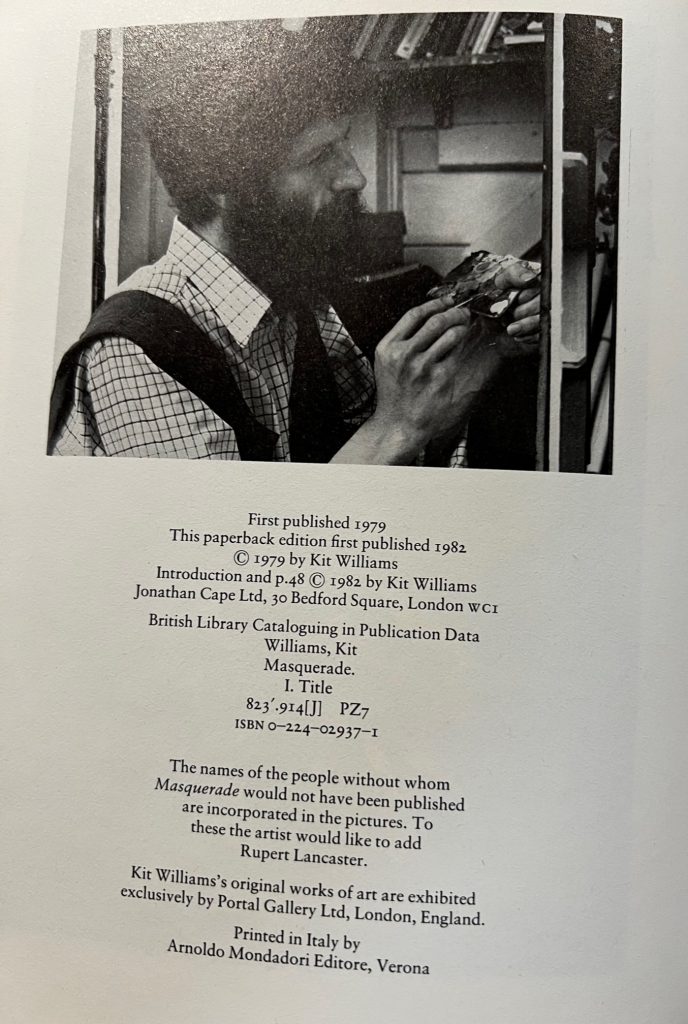 First published 1979
This paperback edition first published 1982
© 1979 by Kit Williams
Introduction and p.48 © 1982 by Kit Williams
Jonathan Cape Ltd, 30 Bedford Square, London WC1
British Library Cataloguing in Publication Data
Williams, Kit
Masquerade.
I. Title
823′.914[J] PZ7
ISBN 0–224–02937–1
The names of the people without whom
Masquerade would not have been published
are incorporated in the pictures. To
these the artist would like to add
Rupert Lancaster.
Kit Williams's original works of art are exhibited
exclusively by Portal Gallery Ltd, London, England.
Printed in Italy by
Arnoldo Mondadori Editore, Verona